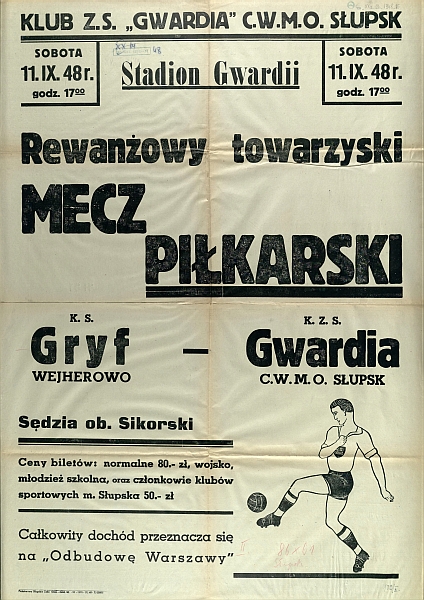 KLUB Z.S. „GWARDIA” C.W.M.O. SŁUPSK
SOBOTA
11. IX. 48 r.
godz. 17⁰⁰
Stadion Gwardii
SOBOTA
11. IX. 48 r.
godz. 17⁰⁰
Rewanżowy towarzyski
MECZ
PIŁKARSKI
K. S.
Gryf —
WEJHEROWO
K. Z. S.
Gwardia
C.W.M.O. SŁUPSK
Sędzia ob. Sikorski
Ceny biletów: normalne 80.- zł, wojsko,
młodzież szkolna, oraz członkowie klubów
sportowych m. Słupska 50.- zł
Całkowity dochód przeznacza się
na „Odbudowę Warszawy”
86 x 61